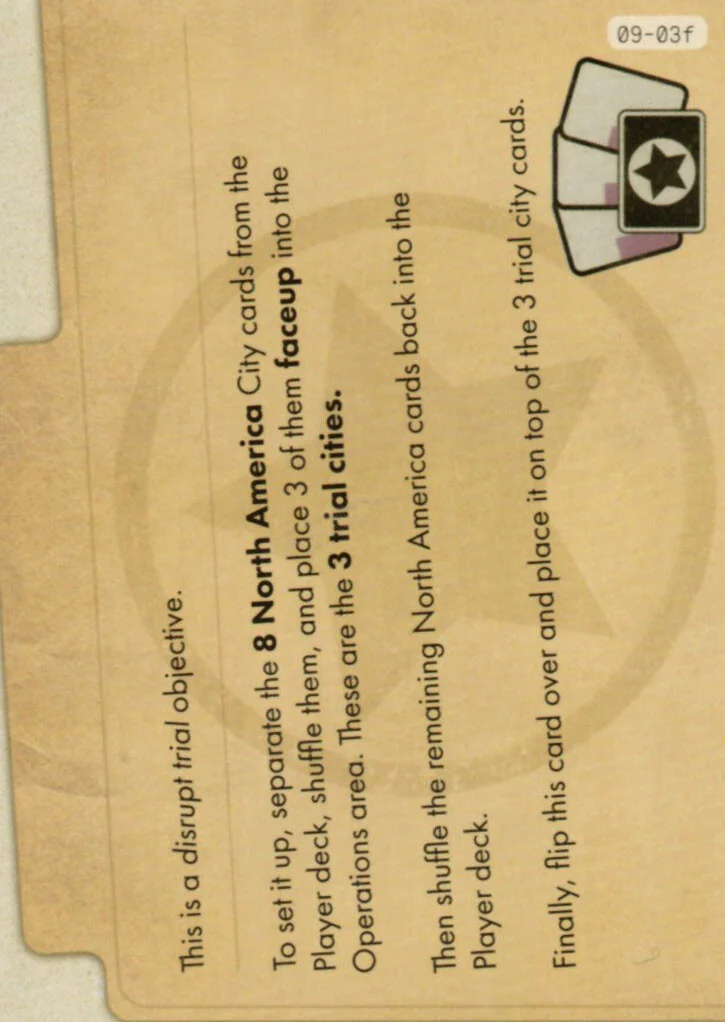 This is a disrupt trial objective.
To set it up, separate the 8 North America City cards from the
Player deck, shuffle them, and place 3 of them faceup into the
Operations area. These are the 3 trial cities.
Then shuffle the remaining North America cards back into the
Player deck.
Finally, flip this card over and place it on top of the 3 trial city cards.
09-03f